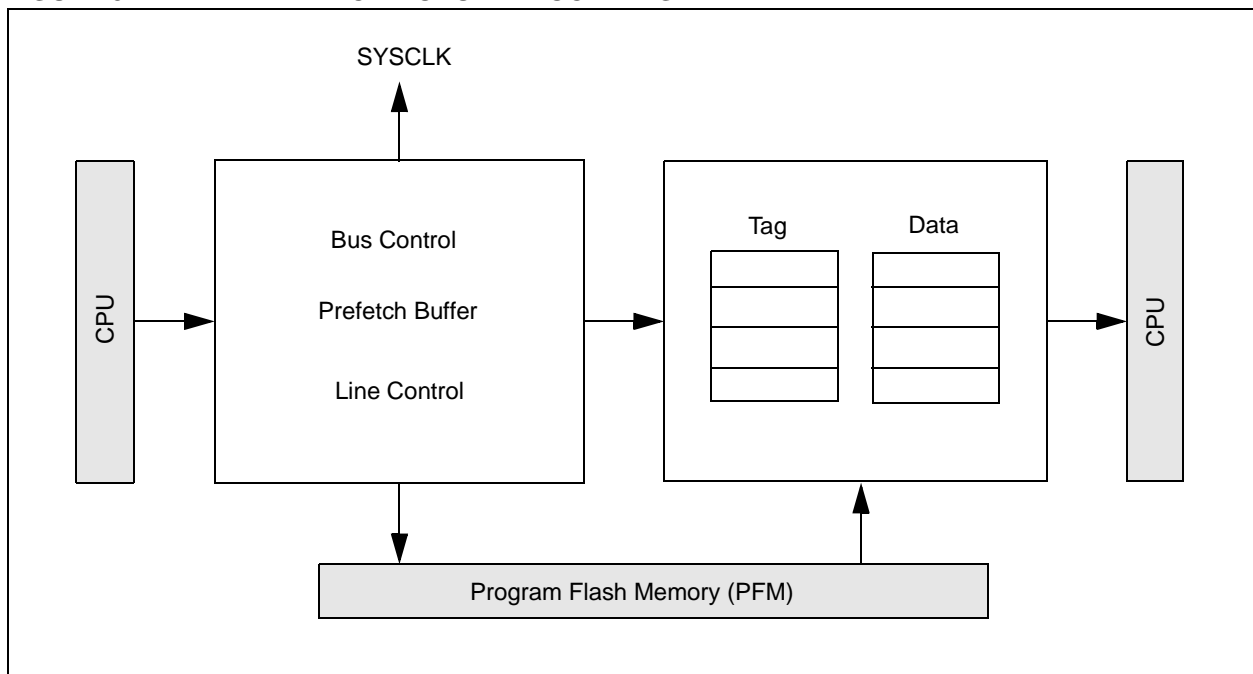 SYSCLK
CPU
Bus Control
Prefetch Buffer
Line Control
Tag
Data
CPU
Program Flash Memory (PFM)